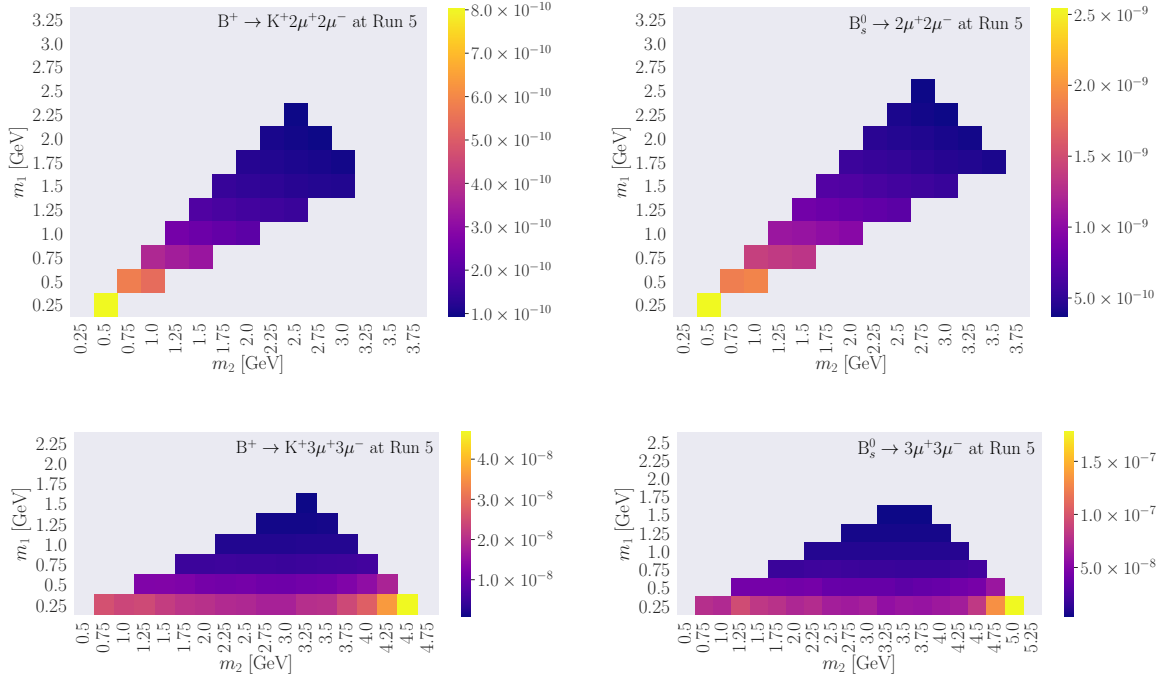 B⁺ → K⁺2μ⁺2μ⁻ at Run 5
3.25
3.0
2.75
2.5
2.25
2.0
1.75
1.5
1.25
1.0
0.75
0.5
0.25
m₁ [GeV]
0.25 0.5 0.75 1.0 1.25 1.5 1.75 2.0 2.25 2.5 2.75 3.0 3.25 3.5 3.75
m₂ [GeV]
8.0 × 10⁻¹⁰
7.0 × 10⁻¹⁰
6.0 × 10⁻¹⁰
5.0 × 10⁻¹⁰
4.0 × 10⁻¹⁰
3.0 × 10⁻¹⁰
2.0 × 10⁻¹⁰
1.0 × 10⁻¹⁰
B⁰ₛ → 2μ⁺2μ⁻ at Run 5
3.25
3.0
2.75
2.5
2.25
2.0
1.75
1.5
1.25
1.0
0.75
0.5
0.25
m₁ [GeV]
0.25 0.5 0.75 1.0 1.25 1.5 1.75 2.0 2.25 2.5 2.75 3.0 3.25 3.5 3.75
m₂ [GeV]
2.5 × 10⁻⁹
2.0 × 10⁻⁹
1.5 × 10⁻⁹
1.0 × 10⁻⁹
5.0 × 10⁻¹⁰
B⁺ → K⁺3μ⁺3μ⁻ at Run 5
2.25
2.0
1.75
1.5
1.25
1.0
0.75
0.5
0.25
m₁ [GeV]
0.5 0.75 1.0 1.25 1.5 1.75 2.0 2.25 2.5 2.75 3.0 3.25 3.5 3.75 4.0 4.25 4.5 4.75
m₂ [GeV]
4.0 × 10⁻⁸
3.0 × 10⁻⁸
2.0 × 10⁻⁸
1.0 × 10⁻⁸
B⁰ₛ → 3μ⁺3μ⁻ at Run 5
2.5
2.25
2.0
1.75
1.5
1.25
1.0
0.75
0.5
0.25
m₁ [GeV]
0.5 0.75 1.0 1.25 1.5 1.75 2.0 2.25 2.5 2.75 3.0 3.25 3.5 3.75 4.0 4.25 4.5 4.75 5.0 5.25
m₂ [GeV]
1.5 × 10⁻⁷
1.0 × 10⁻⁷
5.0 × 10⁻⁸